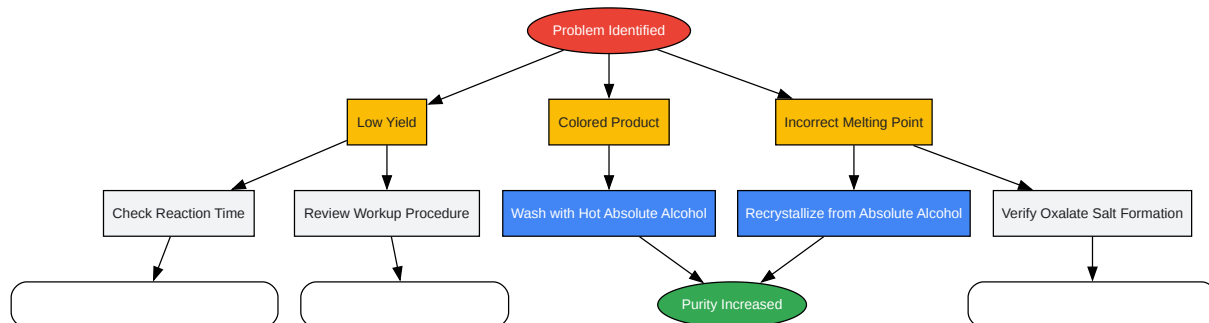 Problem Identified
Low Yield
Colored Product
Incorrect Melting Point
Check Reaction Time
Review Workup Procedure
Wash with Hot Absolute Alcohol
Recrystallize from Absolute Alcohol
Verify Oxalate Salt Formation
Purity Increased